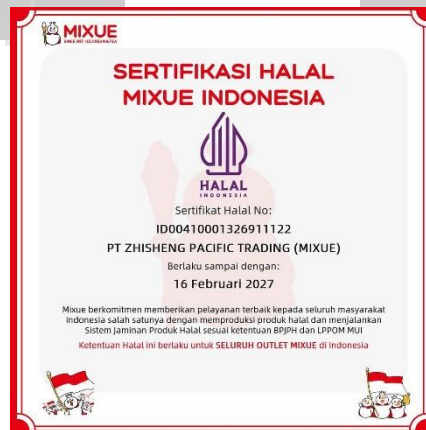 MIXUE
SERTIFIKASI HALAL
MIXUE INDONESIA
HALAL
INDONESIA
Sertifikat Halal No:
ID00410001326911122
PT ZHISHENG PACIFIC TRADING (MIXUE)
Berlaku sampai dengan:
16 Februari 2027
Mixue berkomitmen memberikan pelayanan terbaik kepada seluruh masyarakat
Indonesia salah satunya dengan memproduksi produk halal dan menjalankan
Sistem Jaminan Produk Halal sesuai ketentuan BPJPH dan LPPOM MUI
Ketentuan Halal ini berlaku untuk SELURUH OUTLET MIXUE di Indonesia